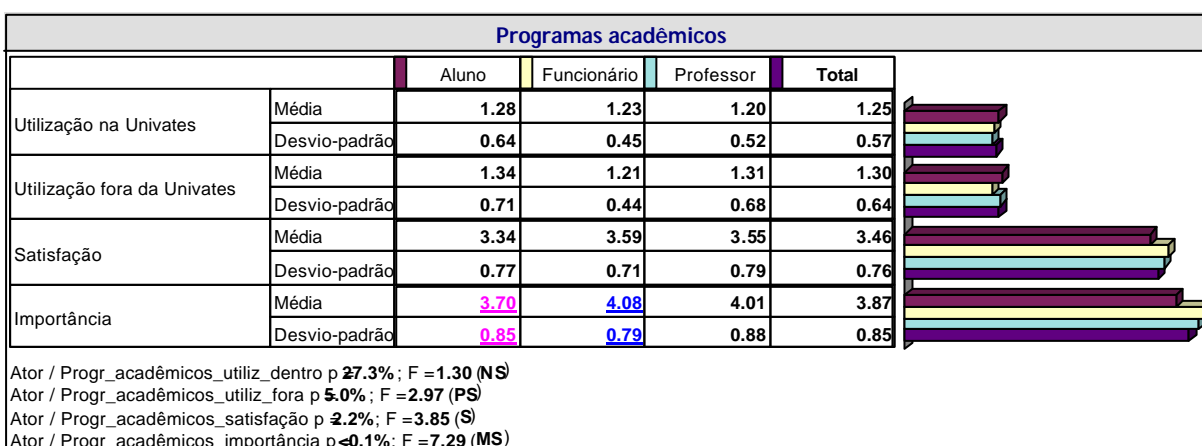 Programas acadêmicos
Aluno Funcionário Professor Total
Utilização na Univates Média 1.28 1.23 1.20 1.25
Desvio-padrão 0.64 0.45 0.52 0.57
Utilização fora da Univates Média 1.34 1.21 1.31 1.30
Desvio-padrão 0.71 0.44 0.68 0.64
Satisfação Média 3.34 3.59 3.55 3.46
Desvio-padrão 0.77 0.71 0.79 0.76
Importância Média 3.70 4.08 4.01 3.87
Desvio-padrão 0.85 0.79 0.88 0.85
Ator / Progr_acadêmicos_utiliz_dentro p =27.3% ; F =1.30 (NS)
Ator / Progr_acadêmicos_utiliz_fora p =5.0% ; F =2.97 (PS)
Ator / Progr_acadêmicos_satisfação p =2.2%; F =3.85 (S)
Ator / Progr_acadêmicos_importância p<0.1%; F =7.29 (MS)